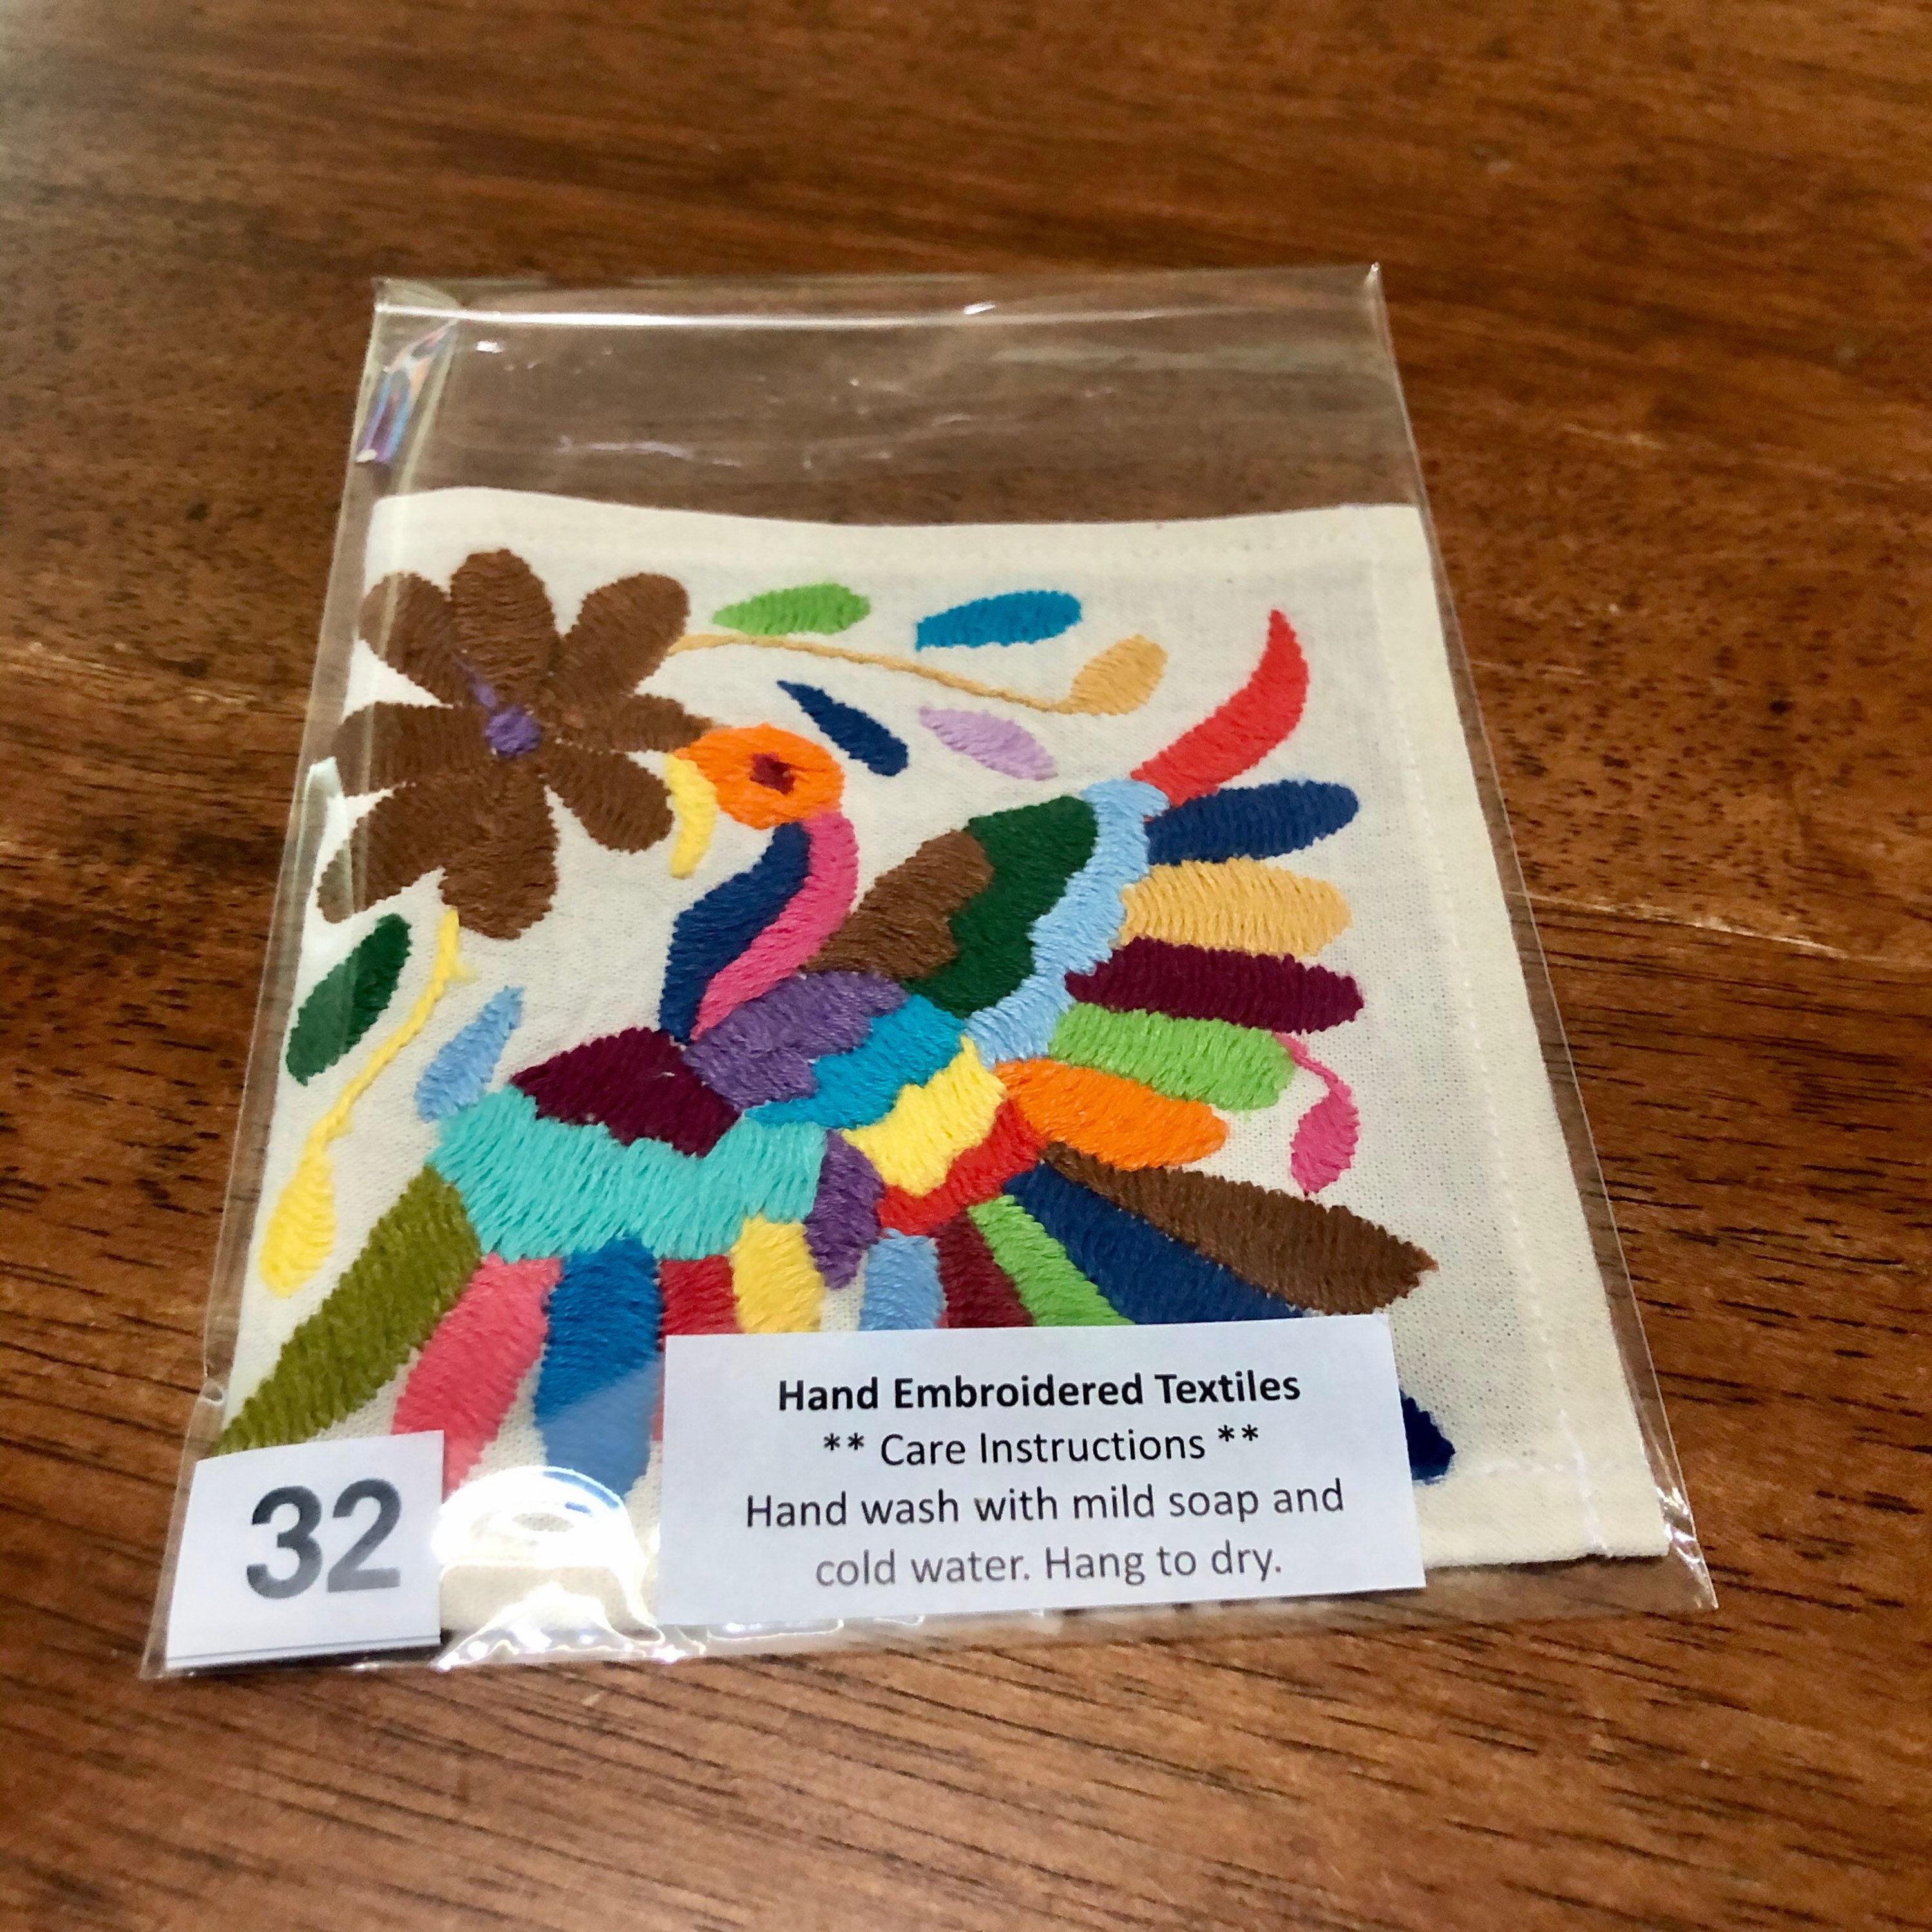 Hand Embroidered Textiles
** Care Instructions **
Hand wash with mild soap and
cold water. Hang to dry.
32